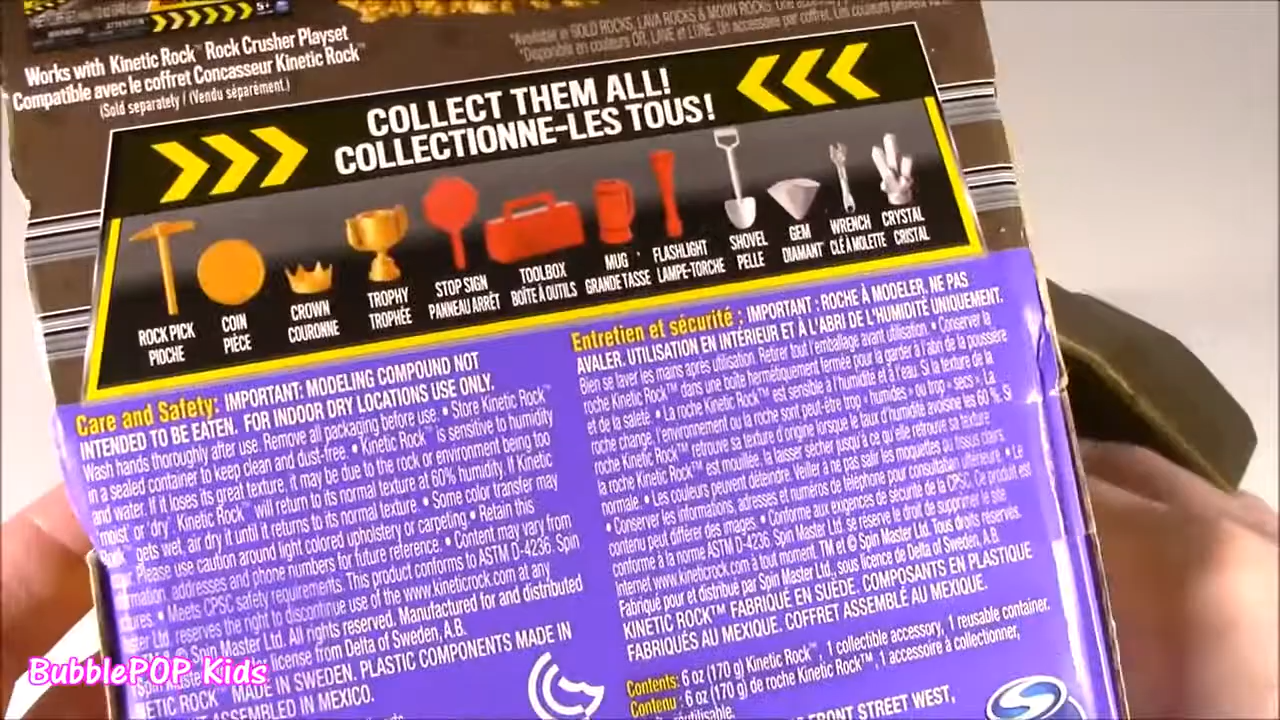 ATTENTION 5+
Works with Kinetic Rock™ Rock Crusher Playset
Compatible avec le coffret Concasseur Kinetic Rock™
(Sold separately / (Vendu séparément.)
*Available in GOLD ROCKS, LAVA ROCKS & MOON ROCKS. One
*Disponible en couleurs OR, LAVE et LUNE. Un accessoire par coffret. Les couleurs peuvent
COLLECT THEM ALL!
COLLECTIONNE-LES TOUS!
ROCK PICK
PIOCHE
COIN
PIÈCE
CROWN
COURONNE
TROPHY
TROPHÉE
STOP SIGN
PANNEAU ARRÊT
TOOLBOX
BOÎTE À OUTILS
MUG
GRANDE TASSE
FLASHLIGHT
LAMPE-TORCHE
SHOVEL
PELLE
GEM
DIAMANT
WRENCH
CLÉ À MOLETTE
CRYSTAL
CRISTAL
Care and Safety: IMPORTANT: MODELING COMPOUND NOT
INTENDED TO BE EATEN. FOR INDOOR DRY LOCATIONS USE ONLY.
Wash hands thoroughly after use. Remove all packaging before use. • Store Kinetic Rock™
in a sealed container to keep clean and dust-free. • Kinetic Rock™ is sensitive to humidity
and water. If it loses its great texture, it may be due to the rock or environment being too
"moist" or "dry". Kinetic Rock™ will return to its normal texture at 60% humidity. If Kinetic
Rock™ gets wet, air dry it until it returns to its normal texture. • Some color transfer may
Please use caution around light colored upholstery or carpeting. • Retain this
addresses and phone numbers for future reference. • Content may vary from
• Meets CPSC safety requirements. This product conforms to ASTM D-4236. Spin
Ltd. reserves the right to discontinue use of the www.kineticrock.com at any
Spin Master Ltd. All rights reserved. Manufactured for and distributed
license from Delta of Sweden, A.B.
ROCK™ MADE IN SWEDEN. PLASTIC COMPONENTS MADE IN
ASSEMBLED IN MEXICO.
Entretien et sécurité : IMPORTANT : ROCHE À MODELER, NE PAS
AVALER. UTILISATION EN INTÉRIEUR ET À L'ABRI DE L'HUMIDITÉ UNIQUEMENT.
Bien se laver les mains après utilisation. Retirer tout l'emballage avant utilisation. • Conserver la
roche Kinetic Rock™ dans une boîte hermétiquement fermée pour la garder à l'abri de la poussière
et de la saleté. • La roche Kinetic Rock™ est sensible à l'humidité et à l'eau. Si la texture de la
roche change, l'environnement ou la roche sont peut-être trop « humides » ou trop « secs ». La
roche Kinetic Rock™ retrouve sa texture d'origine lorsque le taux d'humidité avoisine les 60 %. S
la roche Kinetic Rock™ est mouillée, la laisser sécher jusqu'à ce qu'elle retrouve sa texture
normale. • Les couleurs peuvent déteindre. Veiller à ne pas salir les moquettes ou tissus clairs.
• Conserver les informations, adresses et numéros de téléphone pour consultation ultérieure. • Le
contenu peut différer des images. • Conforme aux exigences de sécurité de la CPSC. Ce produit est
conforme à la norme ASTM D-4236. Spin Master Ltd. se réserve le droit de supprimer le site
Internet www.kineticrock.com à tout moment. TM et © Spin Master Ltd. Tous droits réservés.
Fabriqué pour et distribué par Spin Master Ltd., sous licence de Delta of Sweden, A.B.
KINETIC ROCK™ FABRIQUÉ EN SUÈDE. COMPOSANTS EN PLASTIQUE
FABRIQUÉS AU MEXIQUE. COFFRET ASSEMBLÉ AU MEXIQUE.
Contents: 6 oz (170 g) Kinetic Rock™, 1 collectible accessory, 1 reusable container.
Contenu : 6 oz (170 g) de roche Kinetic Rock™, 1 accessoire à collectionner,
réutilisable.
FRONT STREET WEST,
BubblePOP Kids